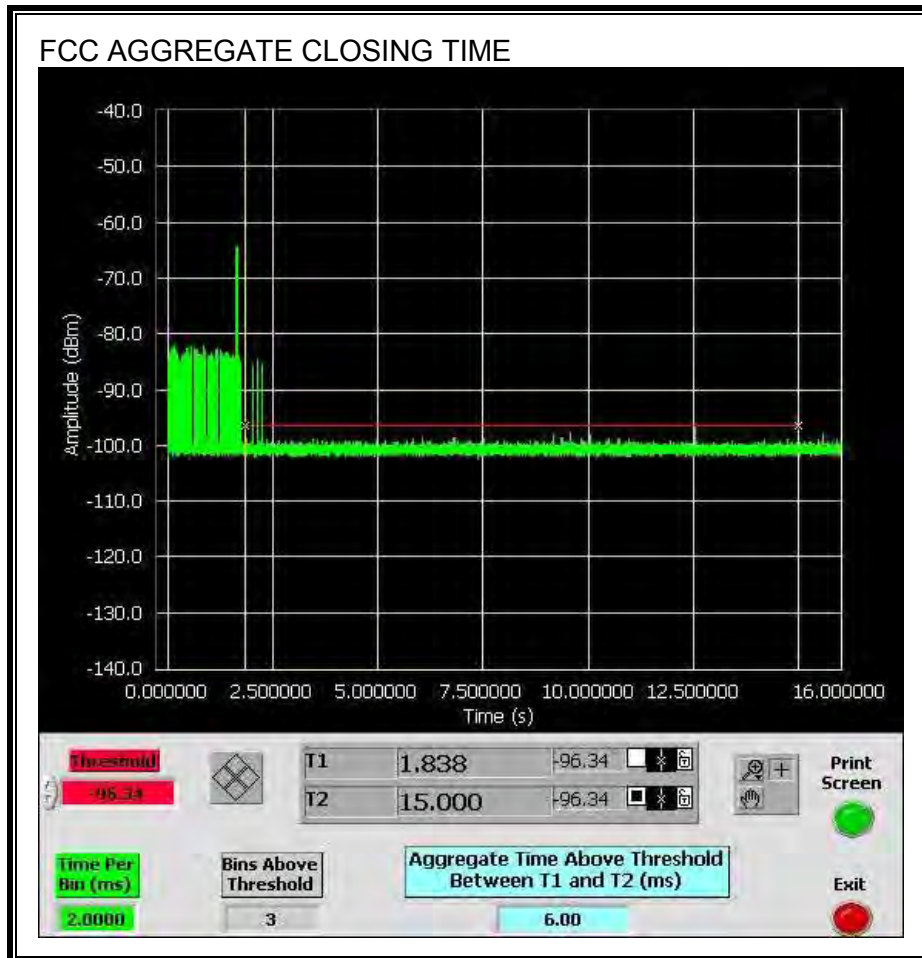 FCC AGGREGATE CLOSING TIME
-40.0
-50.0
-60.0
-70.0
-80.0
-90.0
-100.0
-110.0
-120.0
-130.0
-140.0
Amplitude (dBm)
0.000000 2.500000 5.000000 7.500000 10.000000 12.500000 16.000000
Time (s)
Threshold
-96.34
T1 1.838 -96.34
T2 15.000 -96.34
Print
Screen
Time Per
Bin (ms)
2.0000
Bins Above
Threshold
3
Aggregate Time Above Threshold
Between T1 and T2 (ms)
6.00
Exit